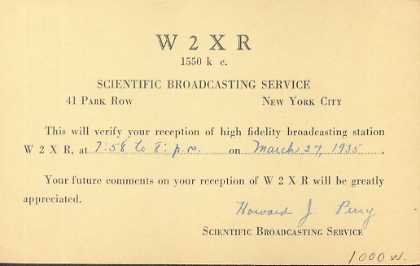 W 2 X R
1550 k c.
SCIENTIFIC BROADCASTING SERVICE
41 PARK ROW NEW YORK CITY
This will verify your reception of high fidelity broadcasting station
W 2 X R, at 7:58 to 8: p.m. on March 27, 1935
Your future comments on your reception of W 2 X R will be greatly
appreciated.
Howard J Perry
SCIENTIFIC BROADCASTING SERVICE
1000 w.